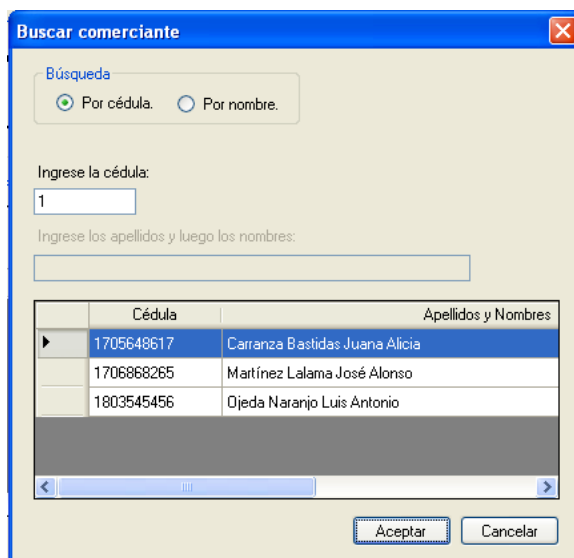 Buscar comerciante
Búsqueda
Por cédula. Por nombre.
Ingrese la cédula:
1
Ingrese los apellidos y luego los nombres:
Cédula Apellidos y Nombres
1705648617 Carranza Bastidas Juana Alicia
1706868265 Martínez Lalama José Alonso
1803545456 Ojeda Naranjo Luis Antonio
Aceptar Cancelar